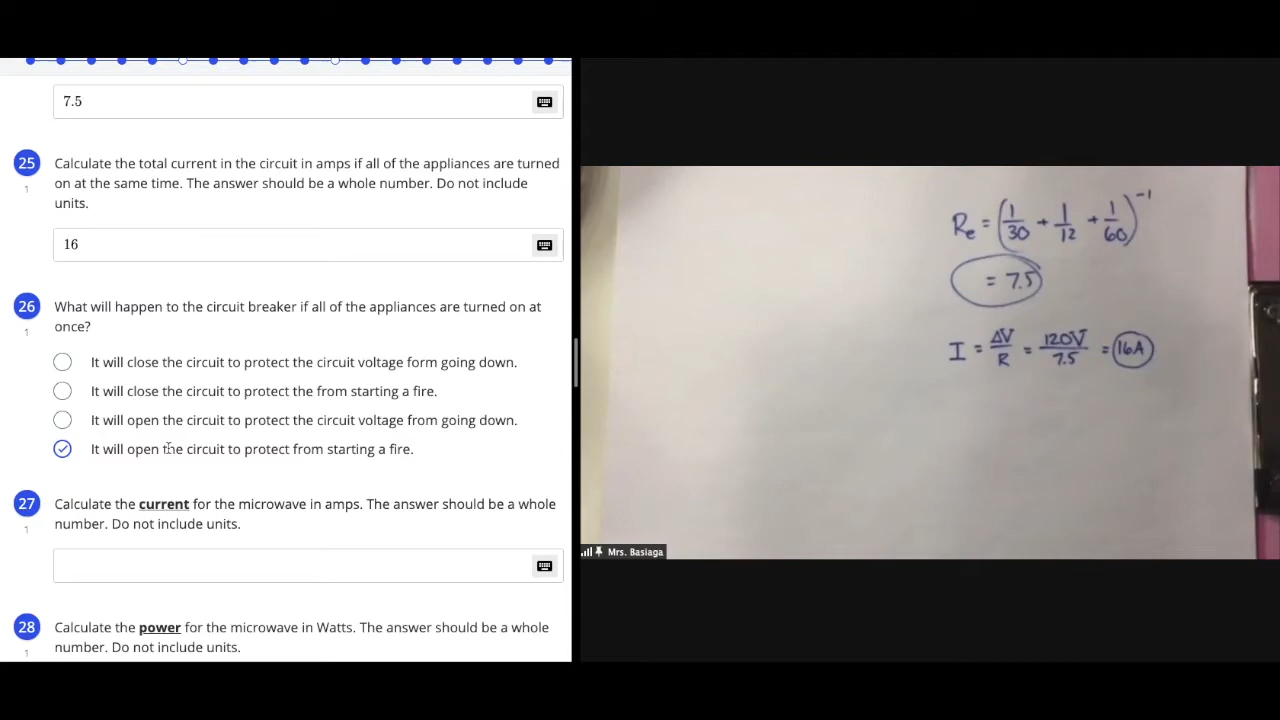 7.5
25
Calculate the total current in the circuit in amps if all of the appliances are turned
1
on at the same time. The answer should be a whole number. Do not include
units.
16
26
What will happen to the circuit breaker if all of the appliances are turned on at
1
once?
It will close the circuit to protect the circuit voltage form going down.
It will close the circuit to protect the from starting a fire.
It will open the circuit to protect the circuit voltage from going down.
It will open the circuit to protect from starting a fire.
27
Calculate the current for the microwave in amps. The answer should be a whole
1
number. Do not include units.
28
Calculate the power for the microwave in Watts. The answer should be a whole
1
number. Do not include units.
Re = (1/30 + 1/12 + 1/60)⁻¹
= 7.5
I = ΔV/R = 120V/7.5 = 16A
Mrs. Basiaga